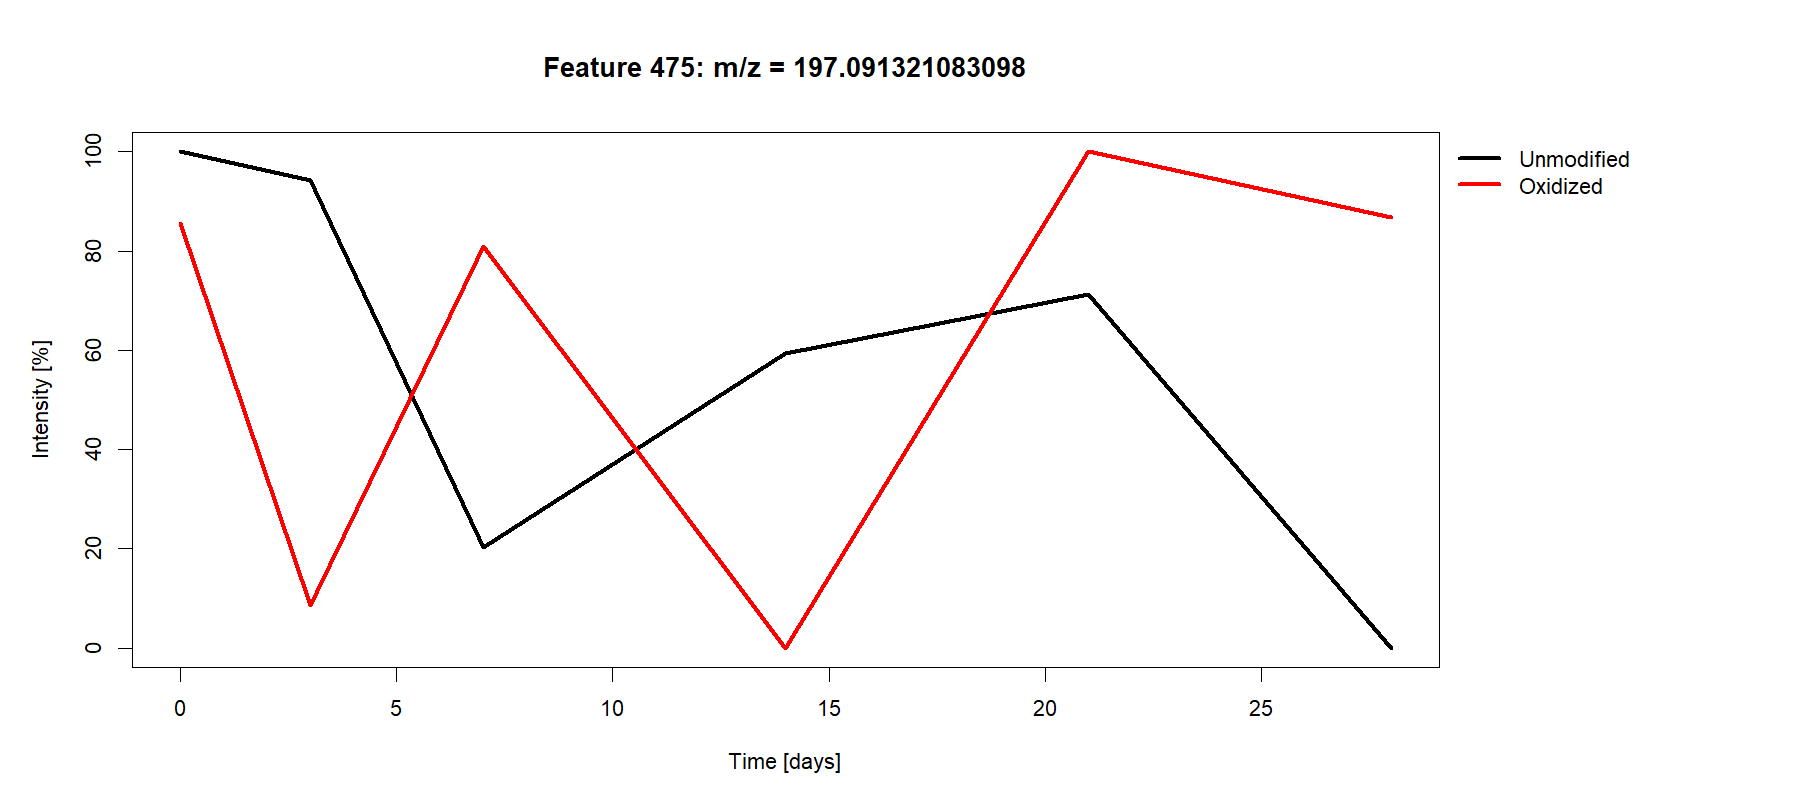 Feature 475: m/z = 197.091321083098
Unmodified
Oxidized
Intensity [%]
100
80
60
40
20
0
0 5 10 15 20 25
Time [days]